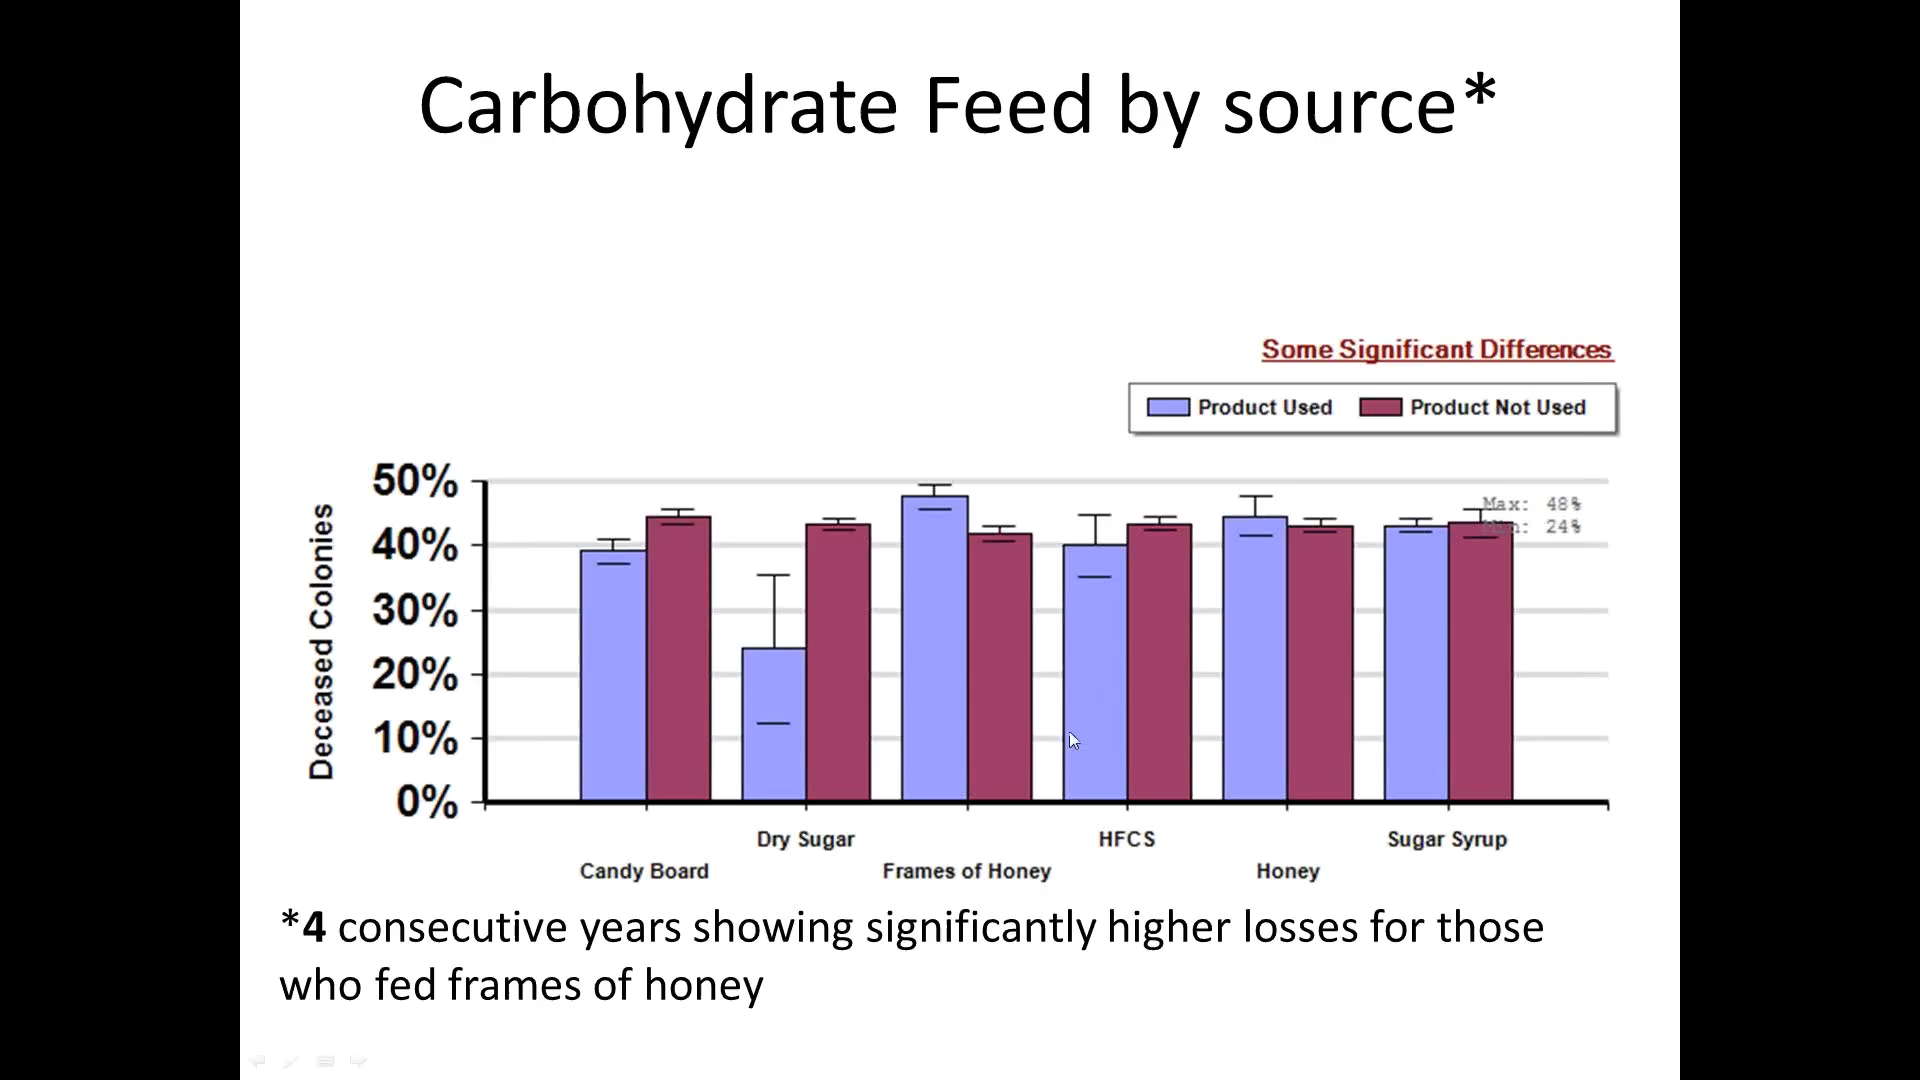 Carbohydrate Feed by source*
Some Significant Differences
Product Used
Product Not Used
Max: 48%
Min: 24%
Deceased Colonies
50%
40%
30%
20%
10%
0%
Dry Sugar
HFCS
Sugar Syrup
Candy Board
Frames of Honey
Honey
*4 consecutive years showing significantly higher losses for those
who fed frames of honey